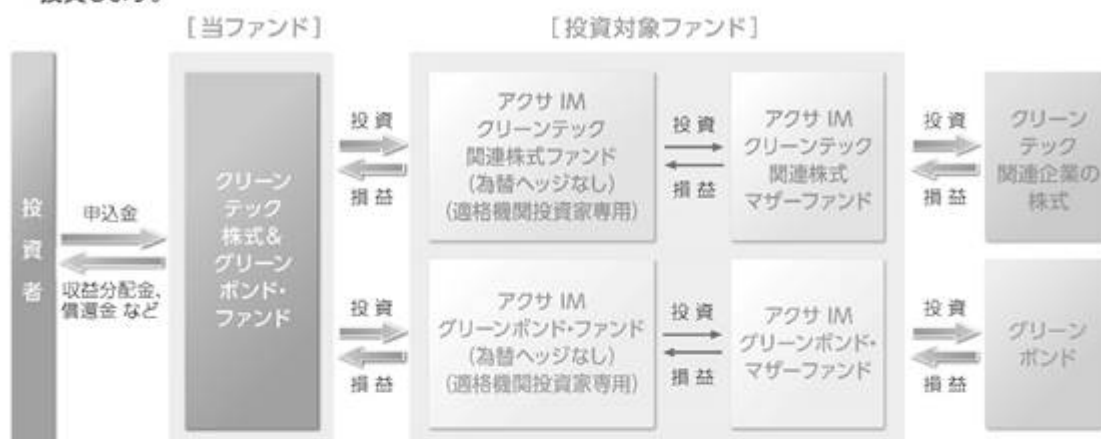 投資します。
[当ファンド]
[投資対象ファンド]
投資者
申込金
収益分配金、
償還金 など
クリーン
テック
株式&
グリーン
ボンド・
ファンド
投資
損益
アクサ IM
クリーンテック
関連株式ファンド
(為替ヘッジなし)
(適格機関投資家専用)
投資
損益
アクサ IM
クリーンテック
関連株式
マザーファンド
投資
損益
クリーン
テック
関連企業の
株式
投資
損益
アクサ IM
グリーンボンド・ファンド
(為替ヘッジなし)
(適格機関投資家専用)
投資
損益
アクサ IM
グリーンボンド・
マザーファンド
投資
損益
グリーン
ボンド